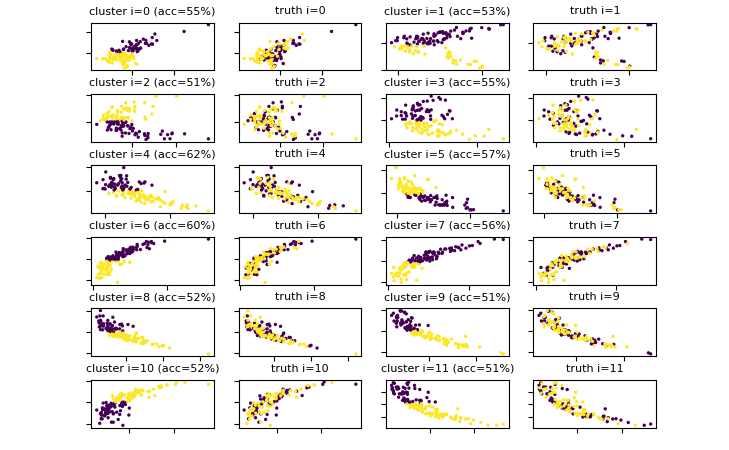 cluster i=0 (acc=55%) truth i=0 cluster i=1 (acc=53%) truth i=1
cluster i=2 (acc=51%) truth i=2 cluster i=3 (acc=55%) truth i=3
cluster i=4 (acc=62%) truth i=4 cluster i=5 (acc=57%) truth i=5
cluster i=6 (acc=60%) truth i=6 cluster i=7 (acc=56%) truth i=7
cluster i=8 (acc=52%) truth i=8 cluster i=9 (acc=51%) truth i=9
cluster i=10 (acc=52%) truth i=10 cluster i=11 (acc=51%) truth i=11